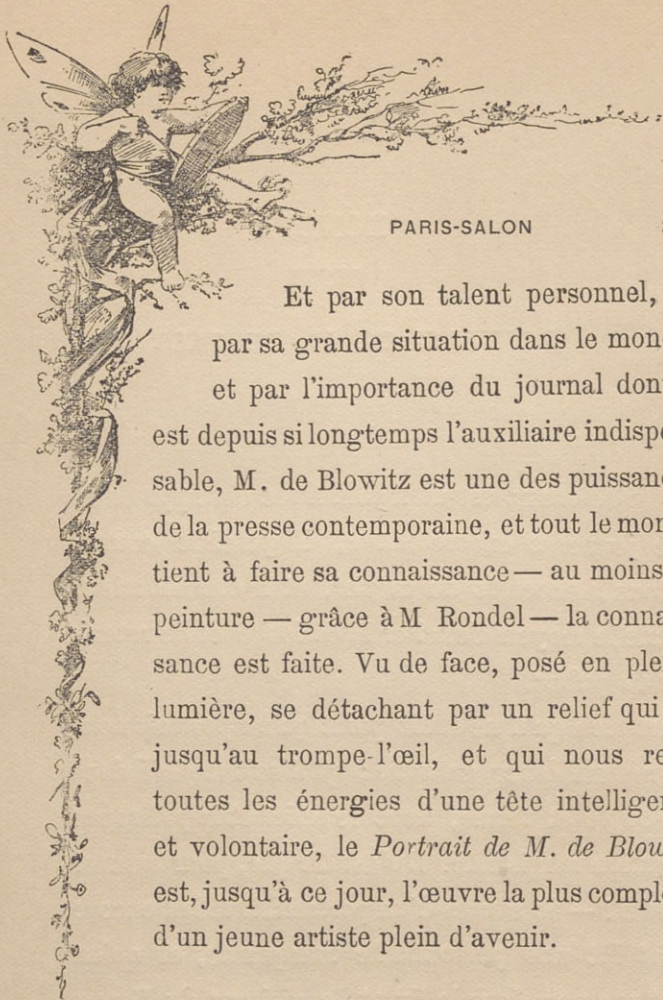 PARIS-SALON
Et par son talent personnel,
par sa grande situation dans le mon
et par l'importance du journal don
est depuis si longtemps l'auxiliaire indisp
sable, M. de Blowitz est une des puissan
de la presse contemporaine, et tout le mon
tient à faire sa connaissance — au moins
peinture — grâce à M Rondel — la conna
sance est faite. Vu de face, posé en ple
lumière, se détachant par un relief qui
jusqu'au trompe-l'œil, et qui nous re
toutes les énergies d'une tête intellige
et volontaire, le Portrait de M. de Blow
est, jusqu'à ce jour, l'œuvre la plus compl
d'un jeune artiste plein d'avenir.